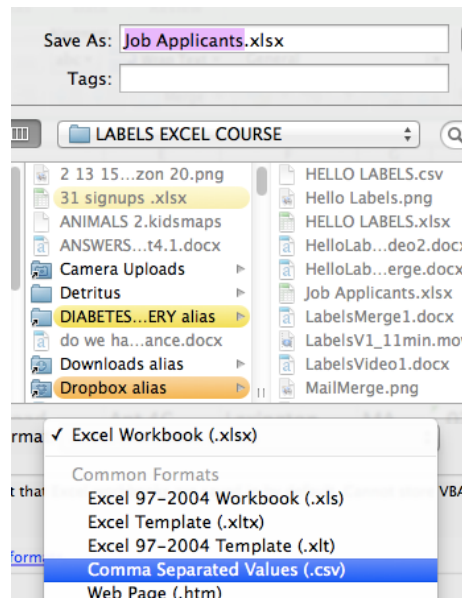 Save As: Job Applicants.xlsx
Tags:
LABELS EXCEL COURSE
2 13 15...zon 20.png
31 signups .xlsx
ANIMALS 2.kidsmaps
ANSWERS...t4.1.docx
Camera Uploads
Detritus
DIABETES...ERY alias
do we ha...ance.docx
Downloads alias
Dropbox alias
HELLO LABELS.csv
Hello Labels.png
HELLO LABELS.xlsx
HelloLab...deo2.docx
HelloLab...erge.docx
Job Applicants.xlsx
LabelsMerge1.docx
LabelsV1_11min.mov
LabelsVideo1.docx
MailMerge.png
rma ✓ Excel Workbook (.xlsx)
Common Formats
t tha
VBA
Excel 97-2004 Workbook (.xls)
Excel Template (.xltx)
Excel 97-2004 Template (.xlt)
form
Comma Separated Values (.csv)
Web Page (.htm)